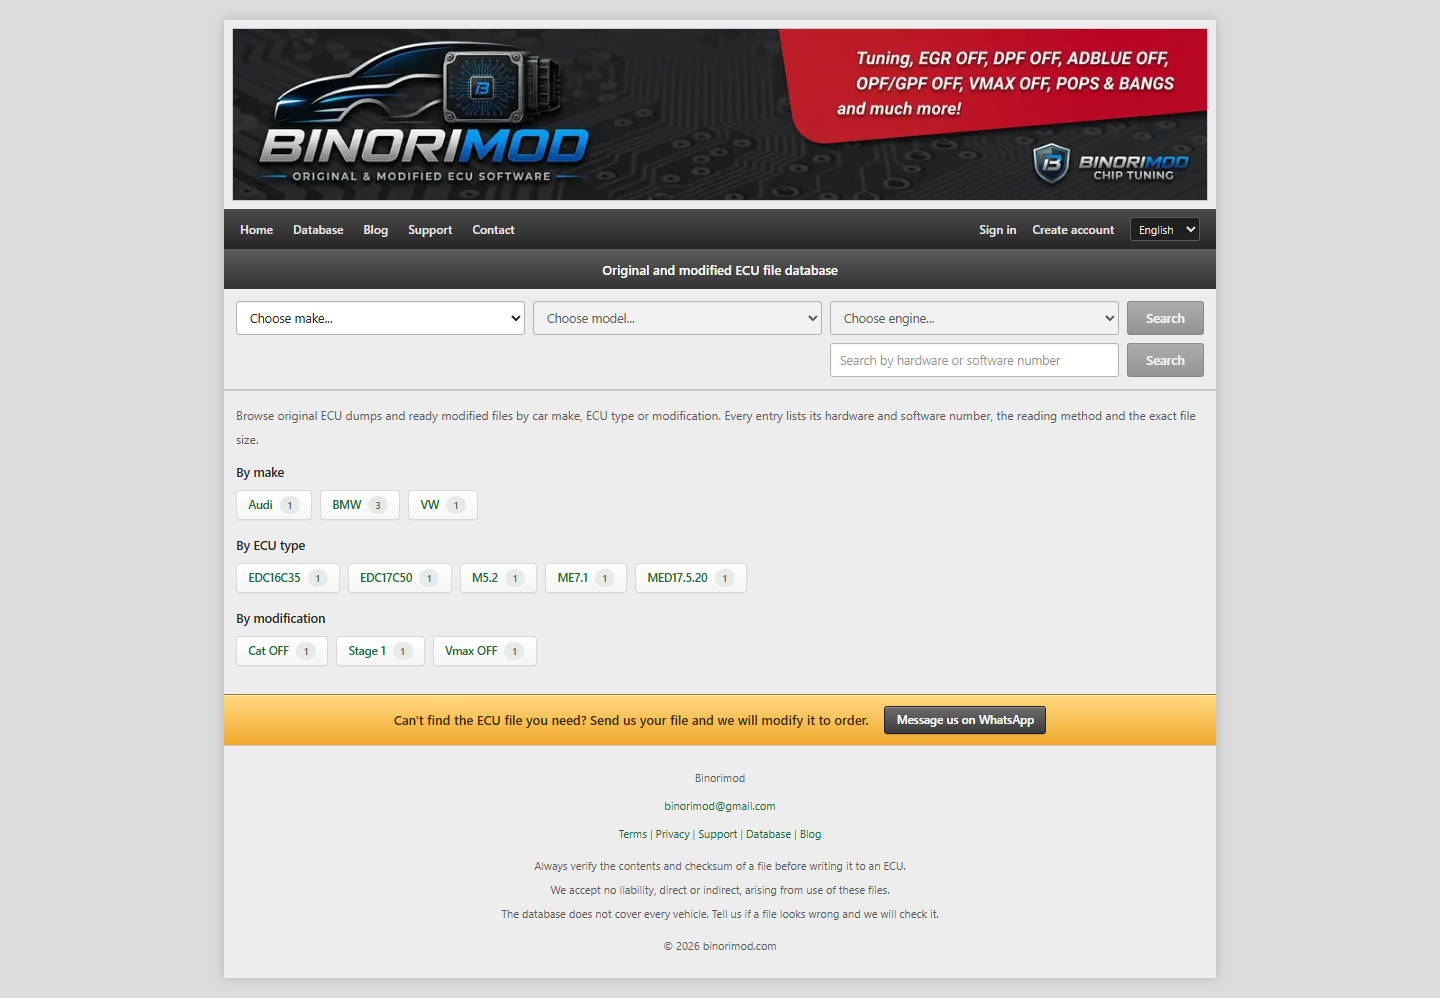 BINORIMOD
ORIGINAL & MODIFIED ECU SOFTWARE
Tuning, EGR OFF, DPF OFF, ADBLUE OFF,
OPF/GPF OFF, VMAX OFF, POPS & BANGS
and much more!
BINORIMOD
CHIP TUNING
Home Database Blog Support Contact Sign in Create account English
Original and modified ECU file database
Choose make... Choose model... Choose engine... Search
Search by hardware or software number Search
Browse original ECU dumps and ready modified files by car make, ECU type or modification. Every entry lists its hardware and software number, the reading method and the exact file
size.
By make
Audi 1 BMW 3 VW 1
By ECU type
EDC16C35 1 EDC17C50 1 M5.2 1 ME7.1 1 MED17.5.20 1
By modification
Cat OFF 1 Stage 1 1 Vmax OFF 1
Can't find the ECU file you need? Send us your file and we will modify it to order. Message us on WhatsApp
Binorimod
binorimod@gmail.com
Terms | Privacy | Support | Database | Blog
Always verify the contents and checksum of a file before writing it to an ECU.
We accept no liability, direct or indirect, arising from use of these files.
The database does not cover every vehicle. Tell us if a file looks wrong and we will check it.
© 2026 binorimod.com